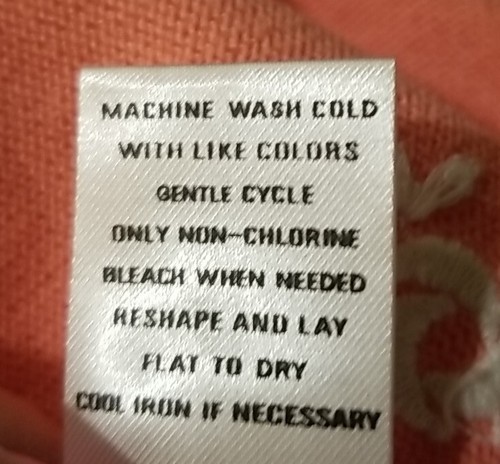 MACHINE WASH COLD
WITH LIKE COLORS
GENTLE CYCLE
ONLY NON-CHLORINE
BLEACH WHEN NEEDED
RESHAPE AND LAY
FLAT TO DRY
COOL IRON IF NECESSARY